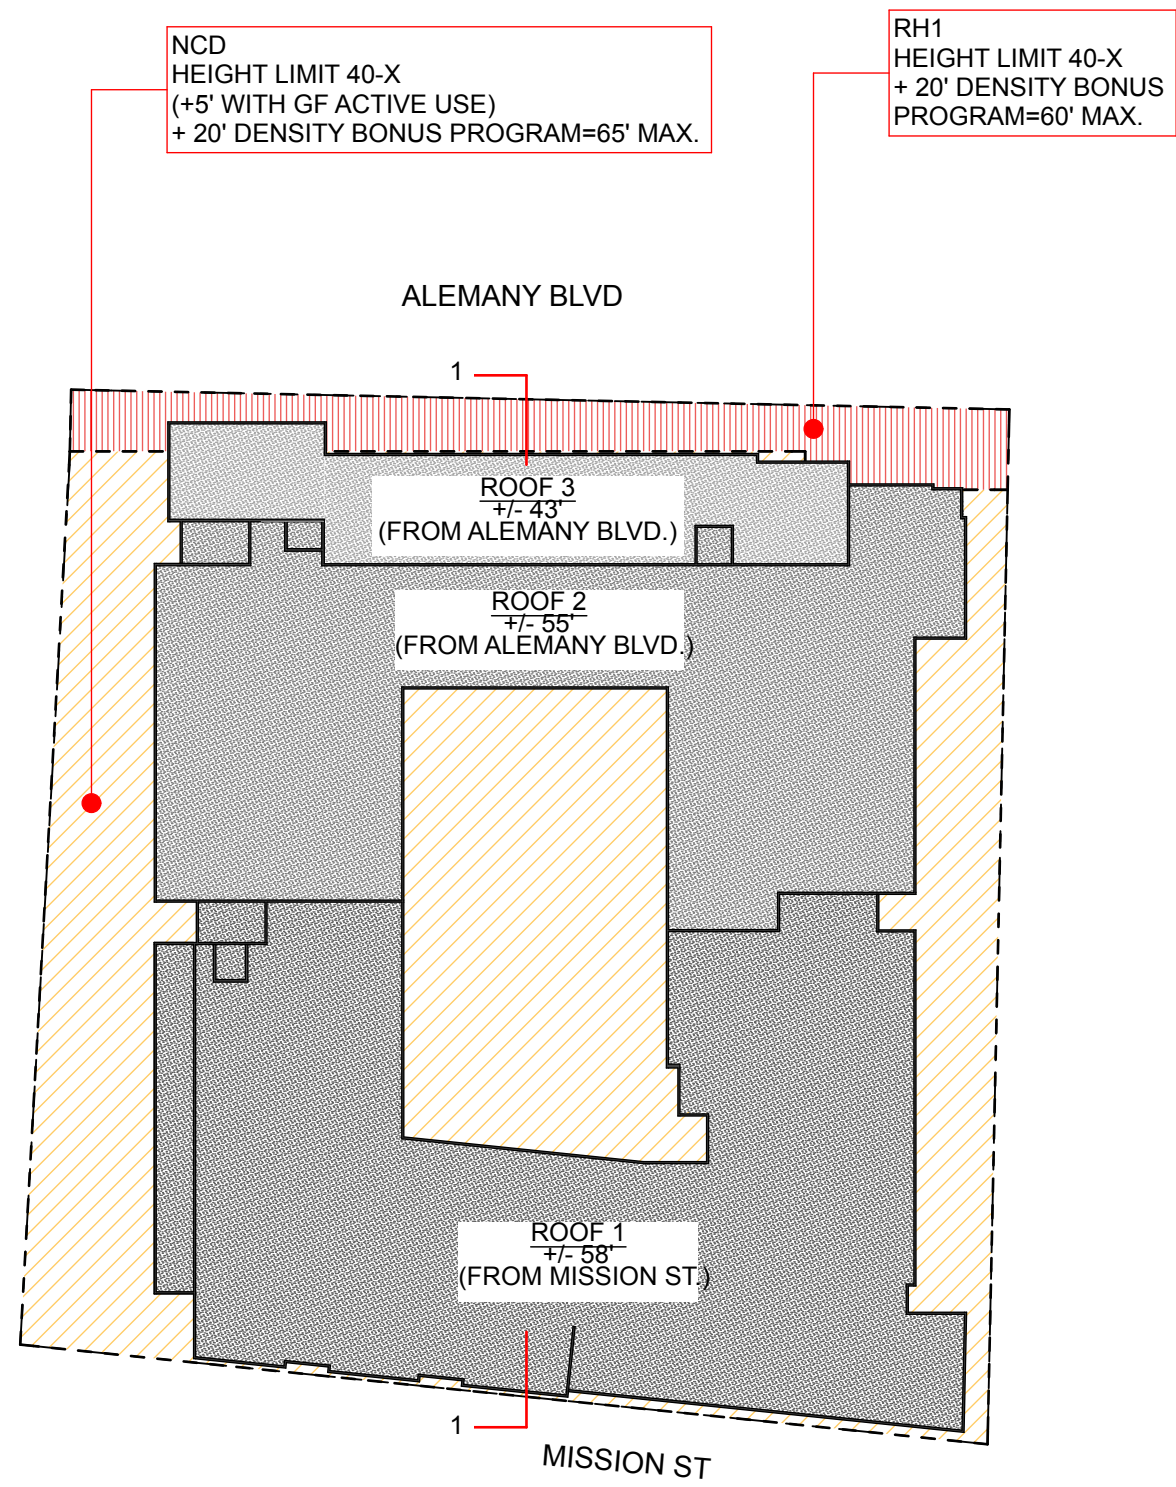 NCD
HEIGHT LIMIT 40-X
(+5' WITH GF ACTIVE USE)
+ 20' DENSITY BONUS PROGRAM=65' MAX.
RH1
HEIGHT LIMIT 40-X
+ 20' DENSITY BONUS
PROGRAM=60' MAX.
ALEMANY BLVD
1
ROOF 3
+/- 43'
(FROM ALEMANY BLVD.)
ROOF 2
+/- 55'
(FROM ALEMANY BLVD.)
ROOF 1
+/- 58'
(FROM MISSION ST.)
1
MISSION ST